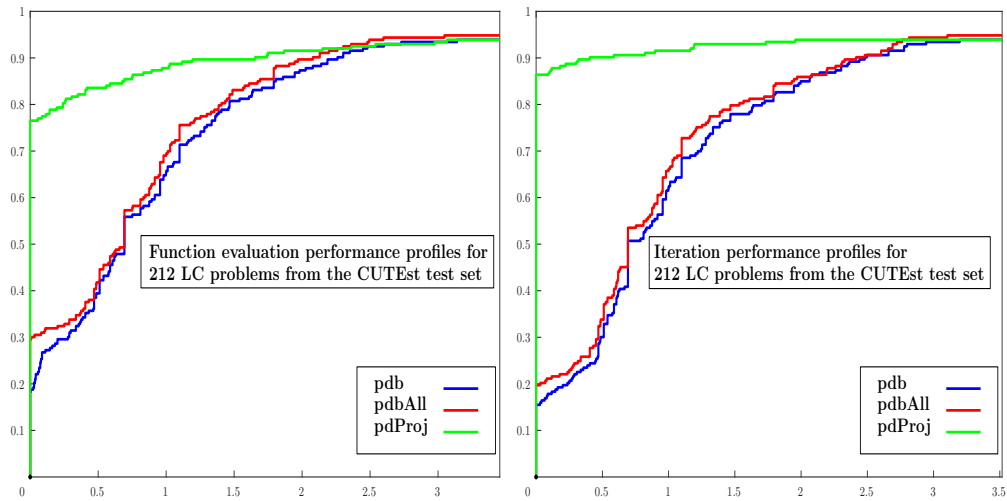 1
0.9
0.8
0.7
0.6
0.5
0.4
0.3
0.2
0.1
0 0.5 1 1.5 2 2.5 3
Function evaluation performance profiles for
212 LC problems from the CUTEst test set
pdb
pdbAll
pdProj
1
0.9
0.8
0.7
0.6
0.5
0.4
0.3
0.2
0.1
0 0.5 1 1.5 2 2.5 3 3.5
Iteration performance profiles for
212 LC problems from the CUTEst test set
pdb
pdbAll
pdProj